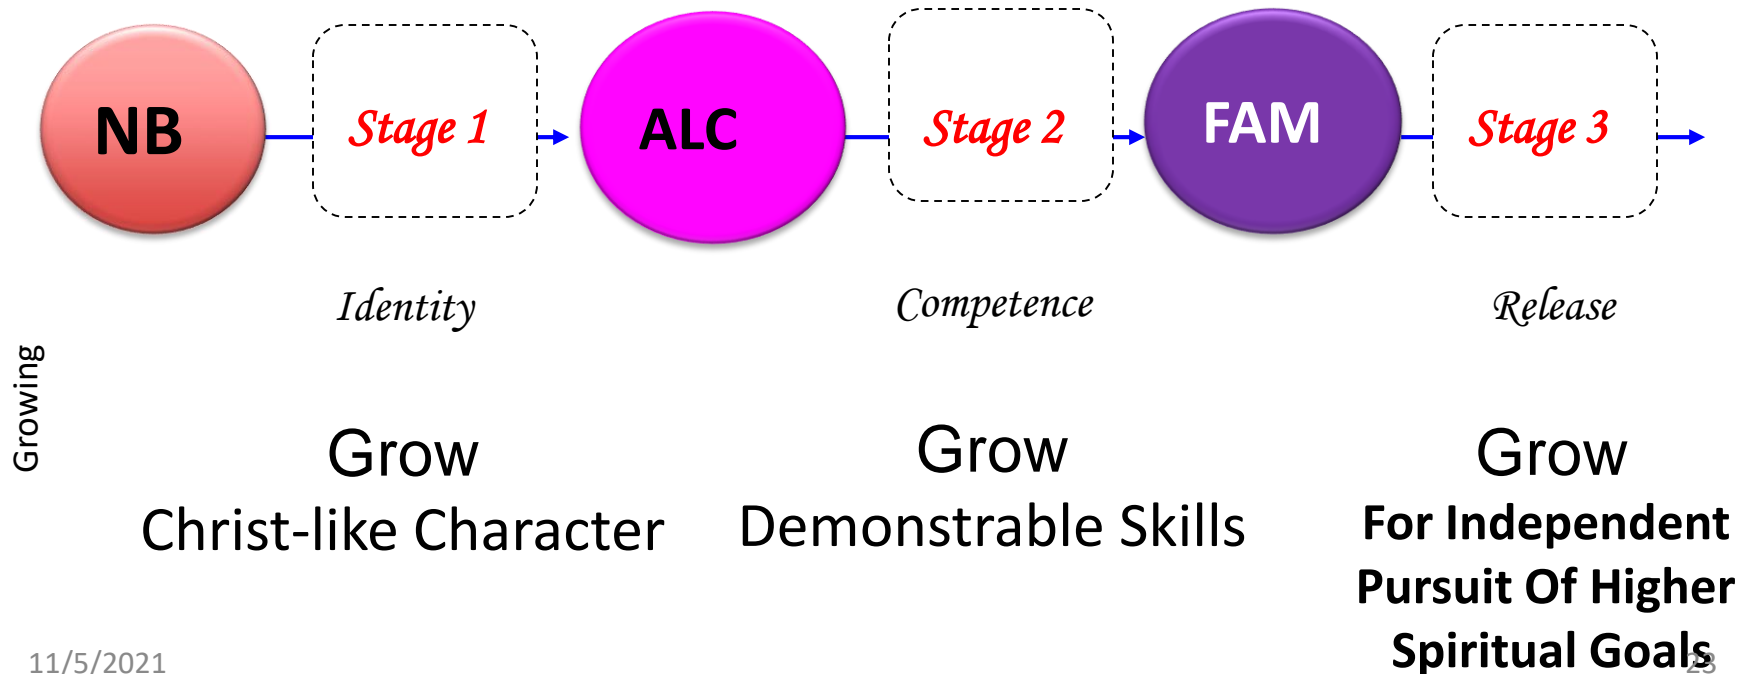 NB
Stage 1
ALC
Stage 2
FAM
Stage 3
Identity
Competence
Release
Growing
Grow
Christ-like Character
Grow
Demonstrable Skills
Grow
For Independent
Pursuit Of Higher
Spiritual Goals
11/5/2021
23